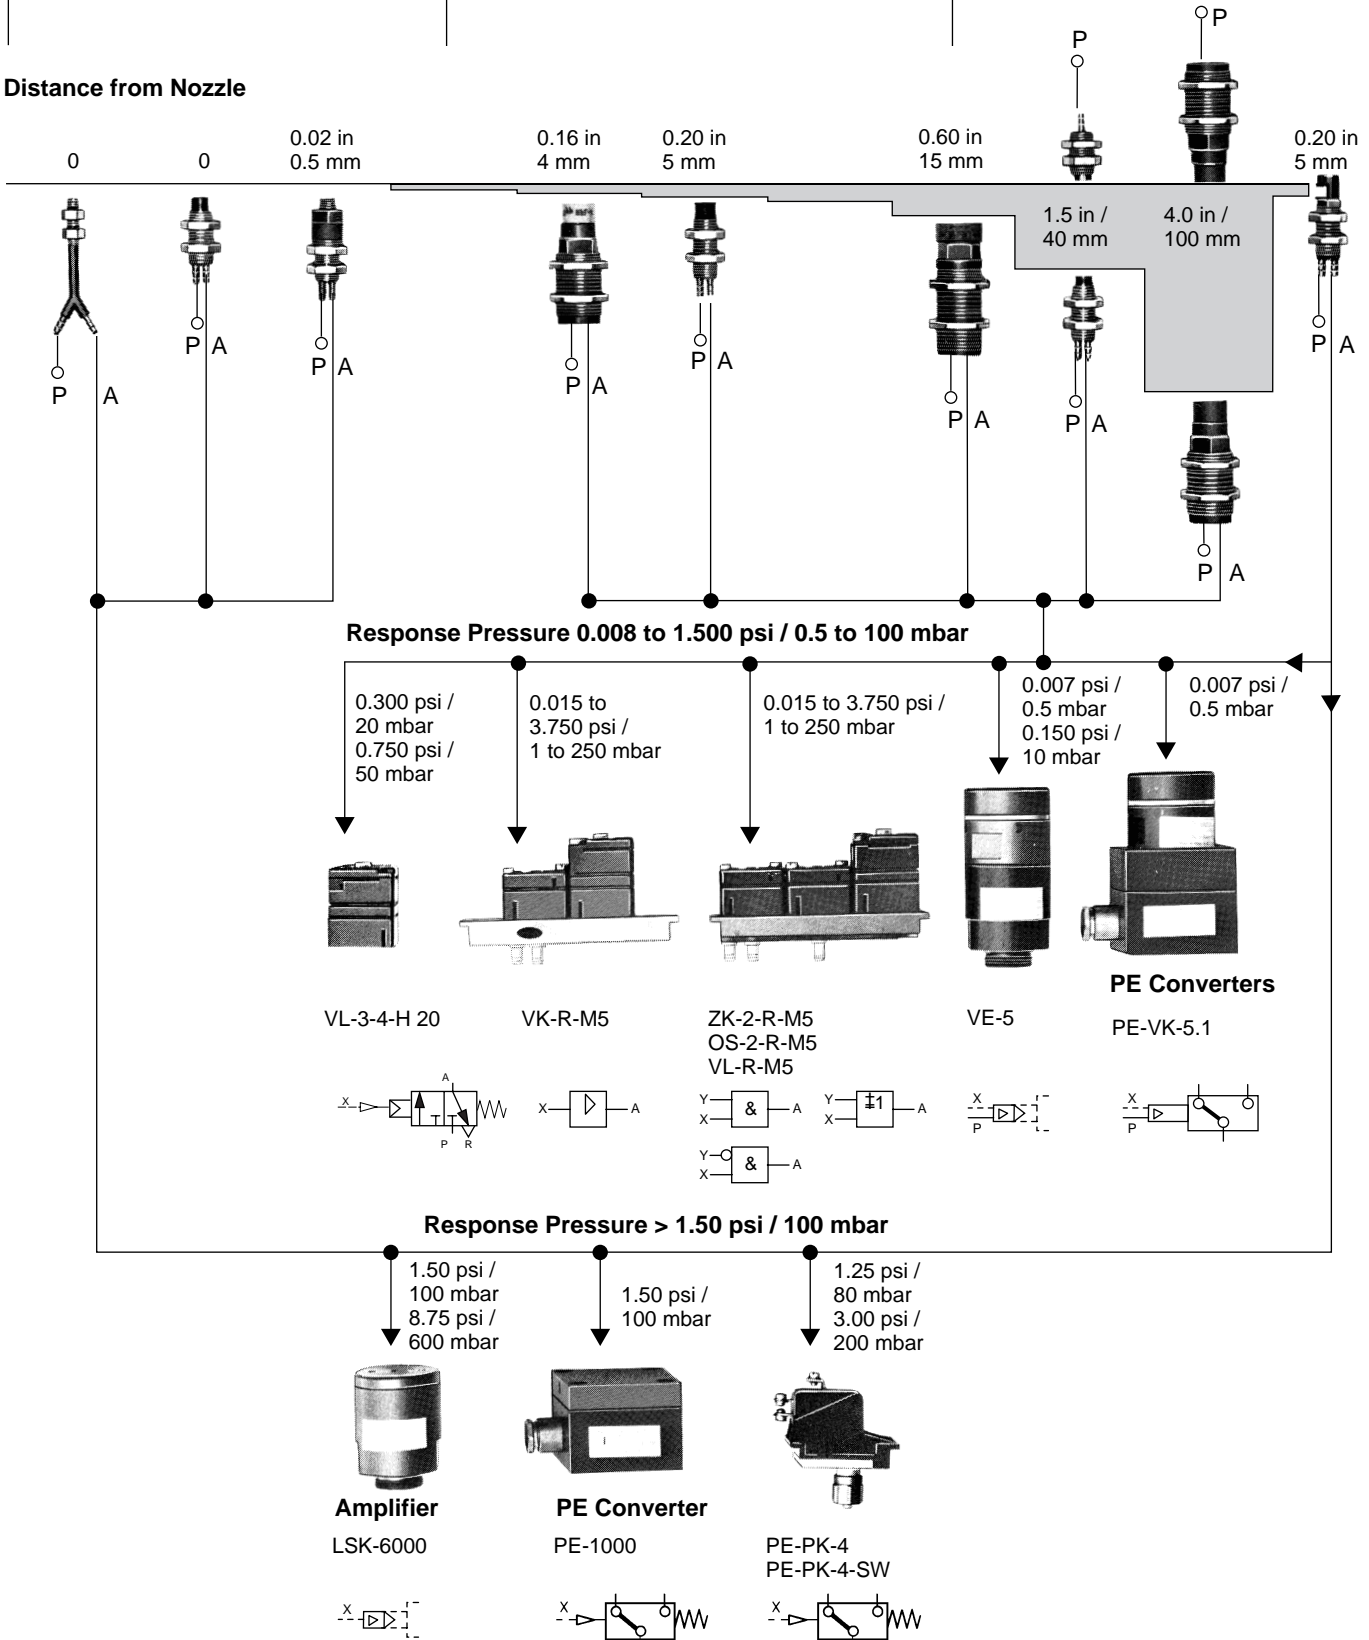 P
P
Distance from Nozzle
0
0
0.02 in
0.5 mm
0.16 in
4 mm
0.20 in
5 mm
0.60 in
15 mm
0.20 in
5 mm
1.5 in /
40 mm
4.0 in /
100 mm
P A
P A
P A
P A
P A
P A
P A
P A
P A
Response Pressure 0.008 to 1.500 psi / 0.5 to 100 mbar
0.300 psi /
20 mbar
0.750 psi /
50 mbar
0.015 to
3.750 psi /
1 to 250 mbar
0.015 to 3.750 psi /
1 to 250 mbar
0.007 psi /
0.5 mbar
0.150 psi /
10 mbar
0.007 psi /
0.5 mbar
PE Converters
VL-3-4-H 20
VK-R-M5
ZK-2-R-M5
OS-2-R-M5
VL-R-M5
VE-5
PE-VK-5.1
X
A
P R
X A
Y
X
& A
Y
X
1 A
Y
X
& A
X
P
X
P
Response Pressure > 1.50 psi / 100 mbar
1.50 psi /
100 mbar
8.75 psi /
600 mbar
1.50 psi /
100 mbar
1.25 psi /
80 mbar
3.00 psi /
200 mbar
Amplifier
PE Converter
LSK-6000
PE-1000
PE-PK-4
PE-PK-4-SW
X
X
X